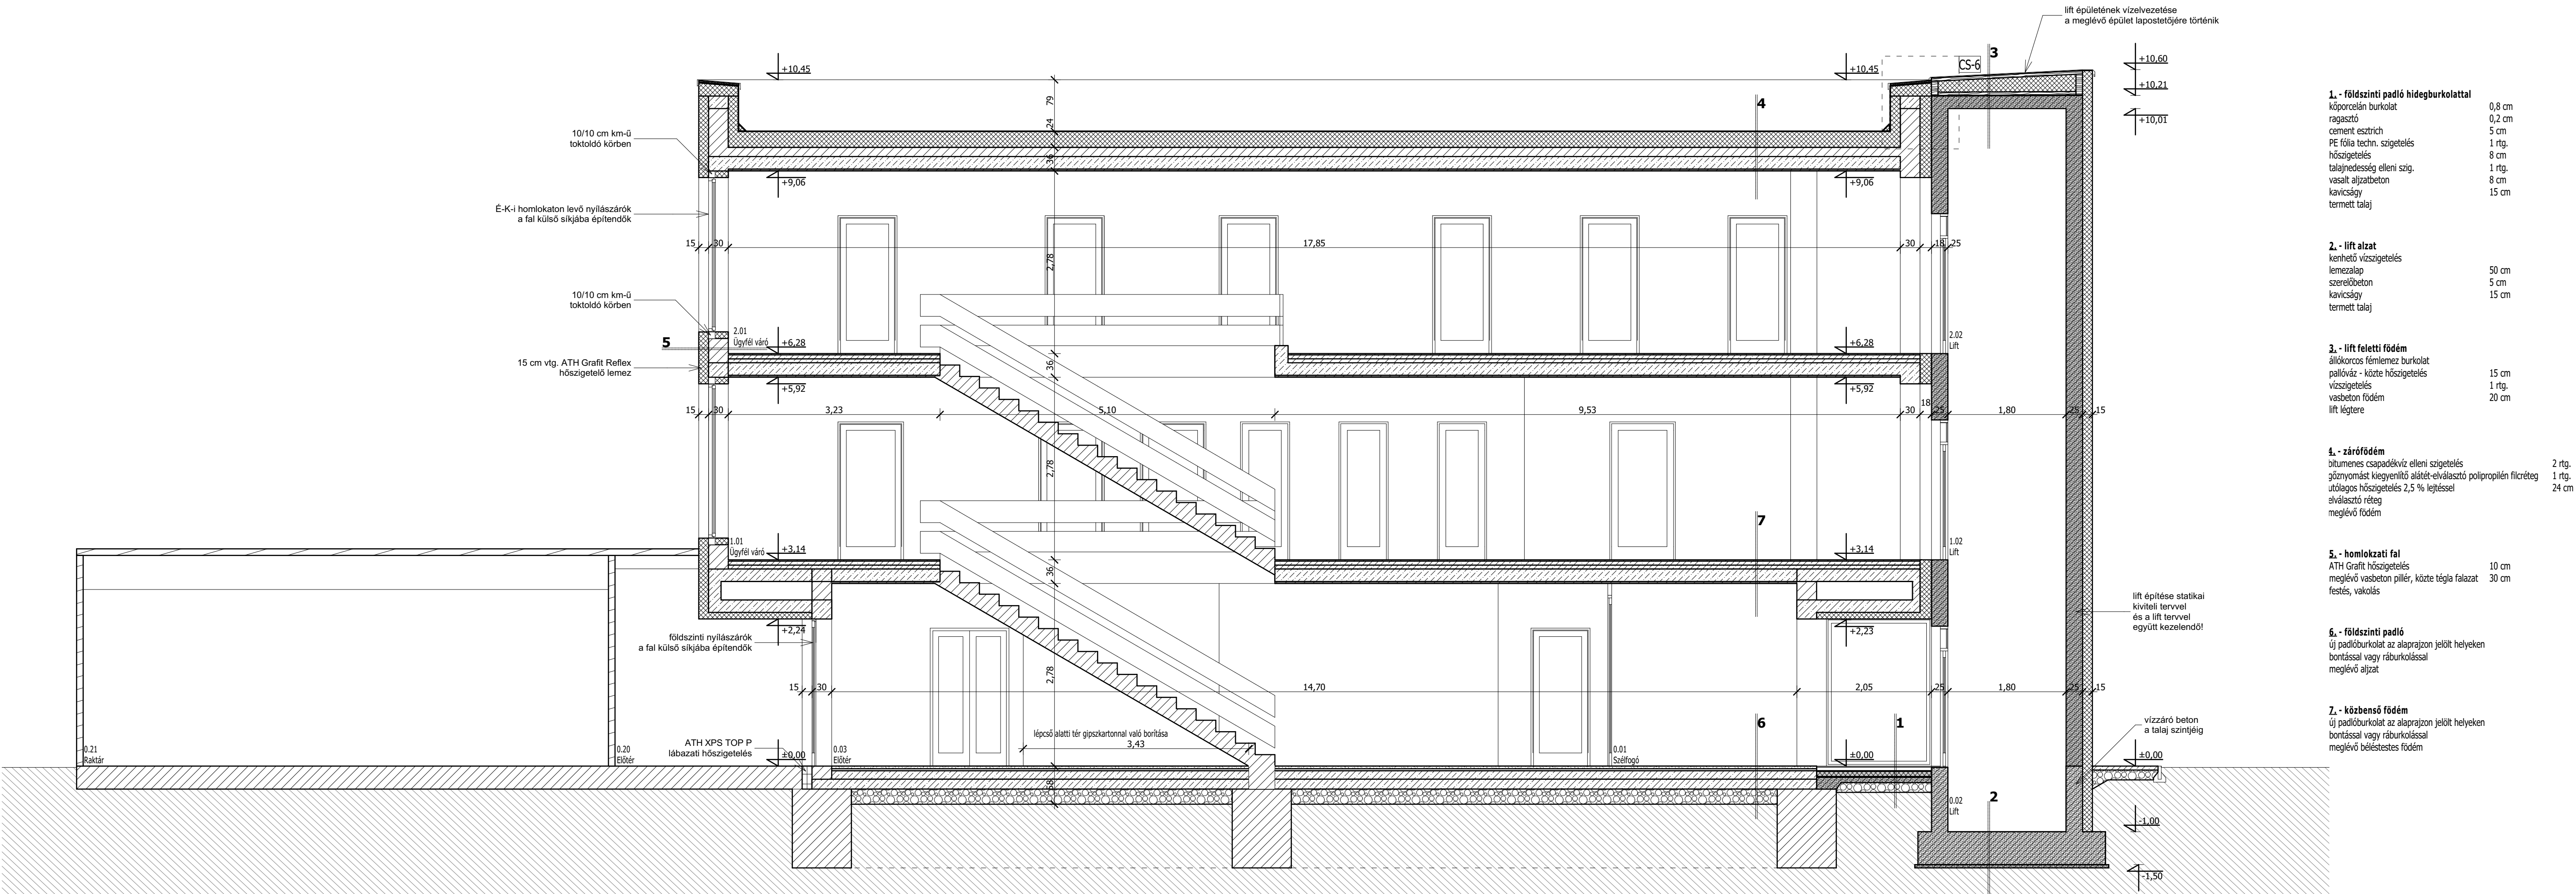 lift épületének vízelvezetése
a meglévő épület lapostetőjére történik
3
CS-6
+10,45
+10,45
+10,60
+10,21
+10,01
79
24
36
4
10/10 cm km-ű
toktoldó körben
+9,06
+9,06
É-K-i homlokaton levő nyílászárók
a fal külső síkjába építendők
15
30
17,85
30
18
25
2,78
10/10 cm km-ű
toktoldó körben
2.01
Ügyfél váró
+6,28
+6,28
2.02
Lift
5
36
15 cm vtg. ATH Grafit Reflex
hőszigetelő lemez
+5,92
+5,92
15
30
3,23
5,10
9,53
30
18
25
1,80
25
15
2,78
7
1.01
Ügyfél váró
+3,14
+3,14
1.02
Lift
36
+2,24
+2,23
földszinti nyílászárók
a fal külső síkjába építendők
lift építése statikai
kiviteli tervvel
és a lift tervvel
együtt kezelendő!
2,78
15
30
14,70
2,05
25
1,80
25
15
6
1
vízzáró beton
a talaj szintjéig
lépcső alatti tér gipszkartonnal való borítása
3,43
ATH XPS TOP P
lábazati hőszigetelés
0.21
Raktár
0.20
Előtér
±0,00
0.03
Előtér
0.01
Szélfogó
±0,00
±0,00
58
0.02
Lift
2
-1,00
-1,50
1. - földszinti padló hidegburkolattal
kőporcelán burkolat 0,8 cm
ragasztó 0,2 cm
cement esztrich 5 cm
PE fólia techn. szigetelés 1 rtg.
hőszigetelés 8 cm
talajnedesség elleni szig. 1 rtg.
vasalt aljzatbeton 8 cm
kavicságy 15 cm
termett talaj
2. - lift alzat
kenhető vízszigetelés
lemezalap 50 cm
szerelőbeton 5 cm
kavicságy 15 cm
termett talaj
3. - lift feletti födém
állókorcos fémlemez burkolat
pallóváz - közte hőszigetelés 15 cm
vízszigetelés 1 rtg.
vasbeton födém 20 cm
lift légtere
4. - zárófödém
bitumenes csapadékvíz elleni szigetelés 2 rtg.
gőznyomást kiegyenlítő alátét-elválasztó polipropilén filcréteg 1 rtg.
utólagos hőszigetelés 2,5 % lejtéssel 24 cm
elválasztó réteg
meglévő födém
5. - homlokzati fal
ATH Grafit hőszigetelés 10 cm
meglévő vasbeton pillér, közte tégla falazat 30 cm
festés, vakolás
6. - földszinti padló
új padlóburkolat az alaprajzon jelölt helyeken
bontással vagy ráburkolással
meglévő aljzat
7. - közbenső födém
új padlóburkolat az alaprajzon jelölt helyeken
bontással vagy ráburkolással
meglévő béléstestes födém